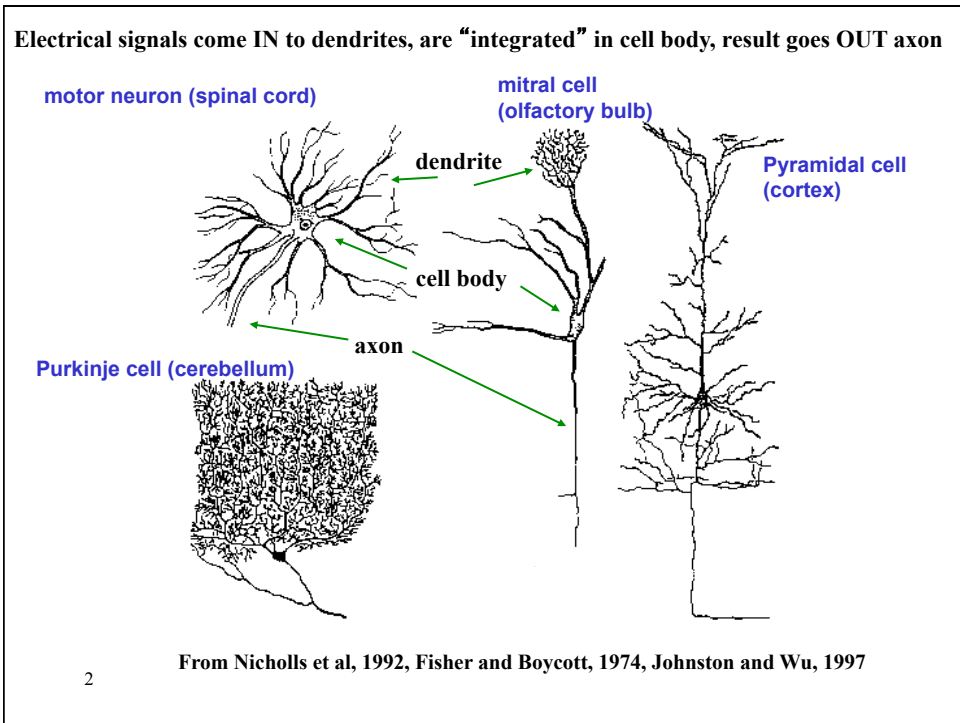 Electrical signals come IN to dendrites, are “integrated” in cell body, result goes OUT axon
motor neuron (spinal cord)
mitral cell
(olfactory bulb)
Pyramidal cell
(cortex)
dendrite
cell body
axon
Purkinje cell (cerebellum)
From Nicholls et al, 1992, Fisher and Boycott, 1974, Johnston and Wu, 1997
2